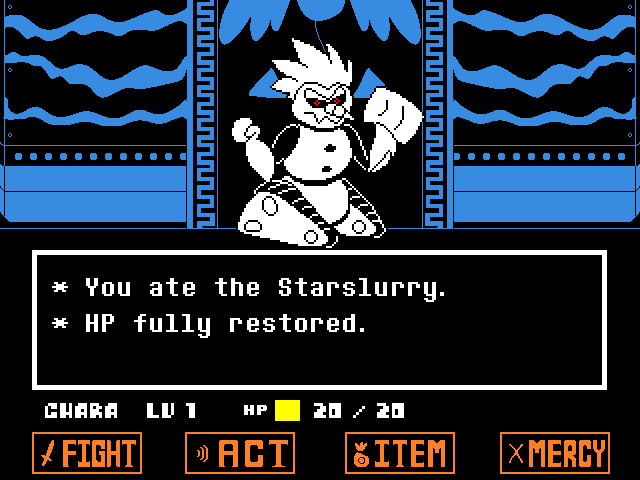 * You ate the Starslurry.
* HP fully restored.
CHARA LV 1 HP 20 / 20
FIGHT ACT ITEM MERCY